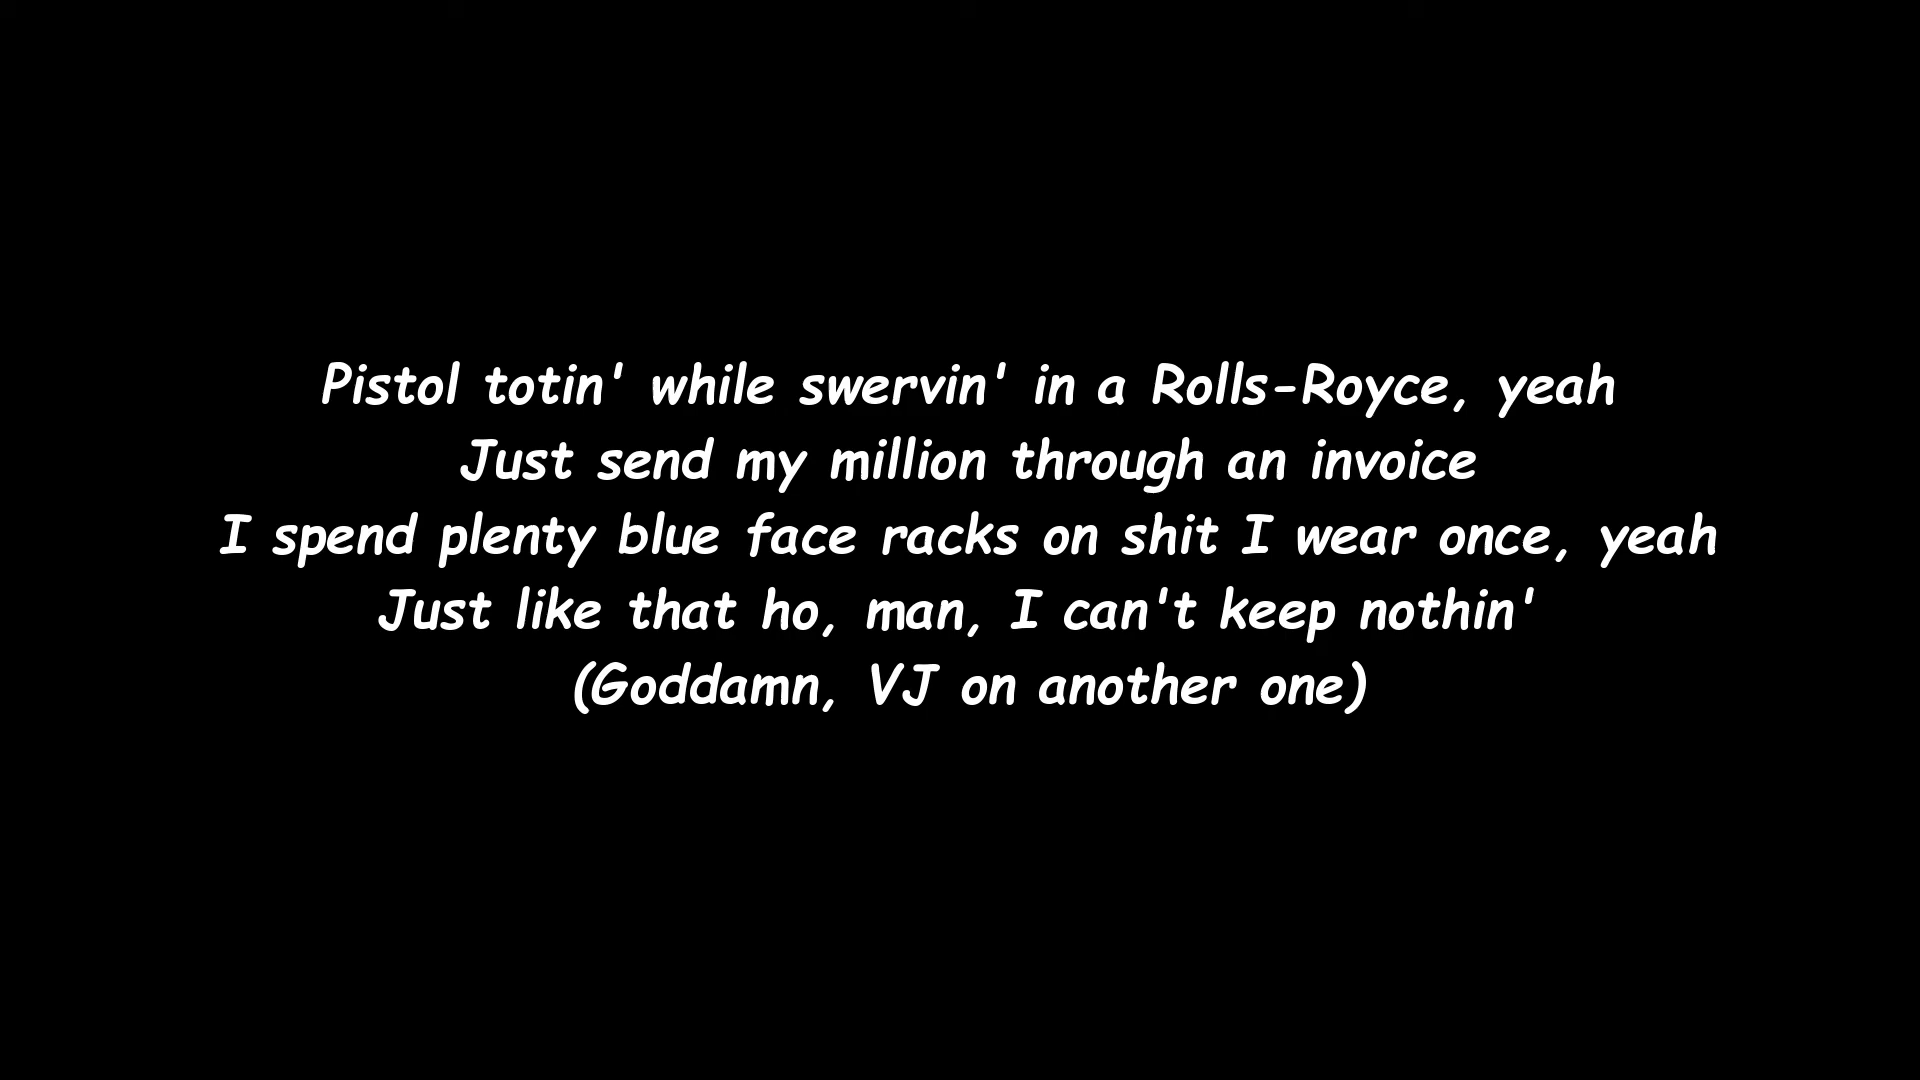 Pistol totin' while swervin' in a Rolls-Royce, yeah
Just send my million through an invoice
I spend plenty blue face racks on shit I wear once, yeah
Just like that ho, man, I can't keep nothin'
(Goddamn, VJ on another one)